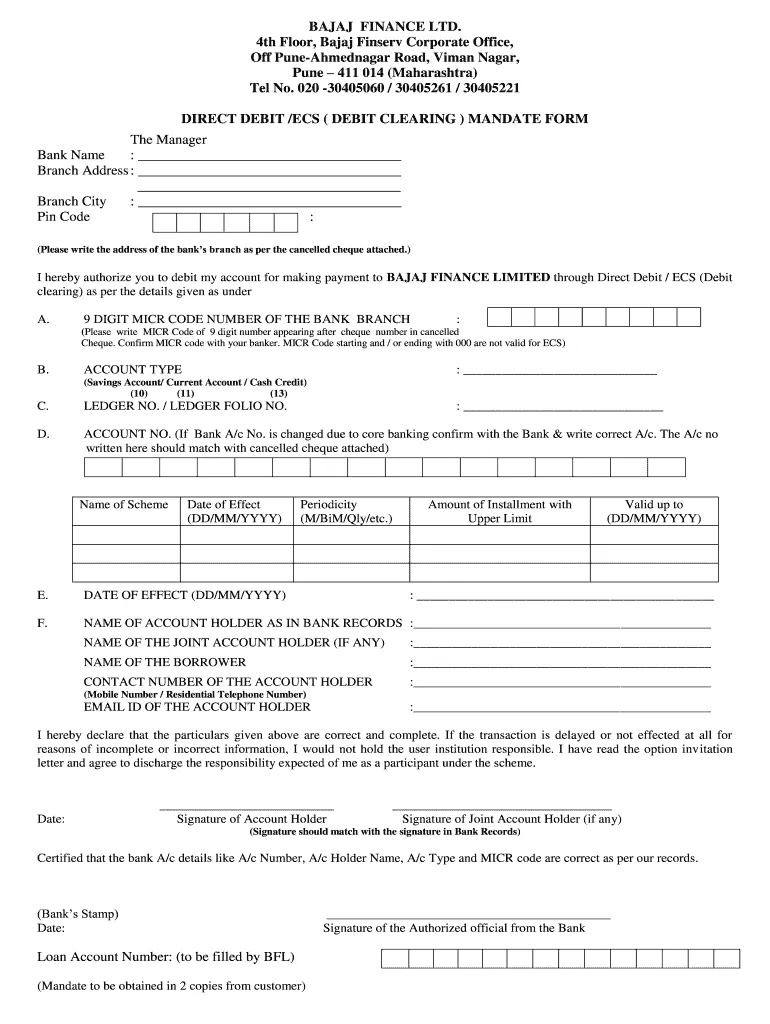 BAJAJ FINANCE LTD.
4th Floor, Bajaj Finserv Corporate Office,
Off Pune-Ahmednagar Road, Viman Nagar,
Pune – 411 014 (Maharashtra)
Tel No. 020 -30405060 / 30405261 / 30405221
DIRECT DEBIT /ECS ( DEBIT CLEARING ) MANDATE FORM
The Manager
Bank Name :
Branch Address :
Branch City :
Pin Code :
(Please write the address of the bank's branch as per the cancelled cheque attached.)
I hereby authorize you to debit my account for making payment to BAJAJ FINANCE LIMITED through Direct Debit / ECS (Debit
clearing) as per the details given as under
A. 9 DIGIT MICR CODE NUMBER OF THE BANK BRANCH :
(Please write MICR Code of 9 digit number appearing after cheque number in cancelled
Cheque. Confirm MICR code with your banker. MICR Code starting and / or ending with 000 are not valid for ECS)
B. ACCOUNT TYPE :
(Savings Account/ Current Account / Cash Credit)
(10) (11) (13)
C. LEDGER NO. / LEDGER FOLIO NO. :
D. ACCOUNT NO. (If Bank A/c No. is changed due to core banking confirm with the Bank & write correct A/c. The A/c no
written here should match with cancelled cheque attached)
Name of Scheme Date of Effect Periodicity Amount of Installment with Valid up to
(DD/MM/YYYY) (M/BiM/Qly/etc.) Upper Limit (DD/MM/YYYY)
E. DATE OF EFFECT (DD/MM/YYYY) :
F. NAME OF ACCOUNT HOLDER AS IN BANK RECORDS :
NAME OF THE JOINT ACCOUNT HOLDER (IF ANY) :
NAME OF THE BORROWER :
CONTACT NUMBER OF THE ACCOUNT HOLDER :
(Mobile Number / Residential Telephone Number)
EMAIL ID OF THE ACCOUNT HOLDER :
I hereby declare that the particulars given above are correct and complete. If the transaction is delayed or not effected at all for
reasons of incomplete or incorrect information, I would not hold the user institution responsible. I have read the option invitation
letter and agree to discharge the responsibility expected of me as a participant under the scheme.
Date: Signature of Account Holder Signature of Joint Account Holder (if any)
(Signature should match with the signature in Bank Records)
Certified that the bank A/c details like A/c Number, A/c Holder Name, A/c Type and MICR code are correct as per our records.
(Bank's Stamp)
Date: Signature of the Authorized official from the Bank
Loan Account Number: (to be filled by BFL)
(Mandate to be obtained in 2 copies from customer)